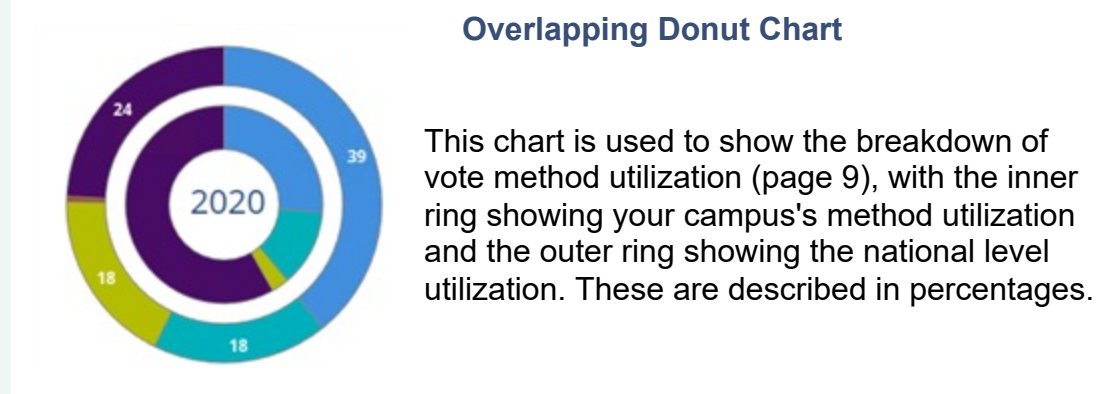 Overlapping Donut Chart
24
39
2020
18
18
This chart is used to show the breakdown of
vote method utilization (page 9), with the inner
ring showing your campus's method utilization
and the outer ring showing the national level
utilization. These are described in percentages.